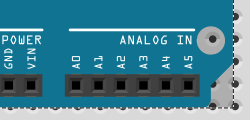 POWER ANALOG IN
GND VIN A0 A1 A2 A3 A4 A5